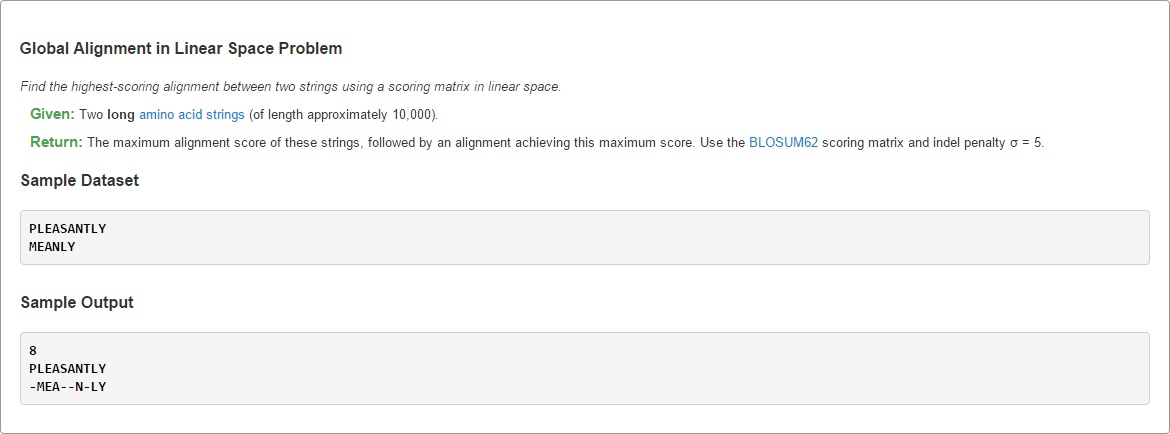 Global Alignment in Linear Space Problem
Find the highest-scoring alignment between two strings using a scoring matrix in linear space.
Given: Two long amino acid strings (of length approximately 10,000).
Return: The maximum alignment score of these strings, followed by an alignment achieving this maximum score. Use the BLOSUM62 scoring matrix and indel penalty σ = 5.
Sample Dataset
PLEASANTLY
MEANLY
Sample Output
8
PLEASANTLY
-MEA--N-LY